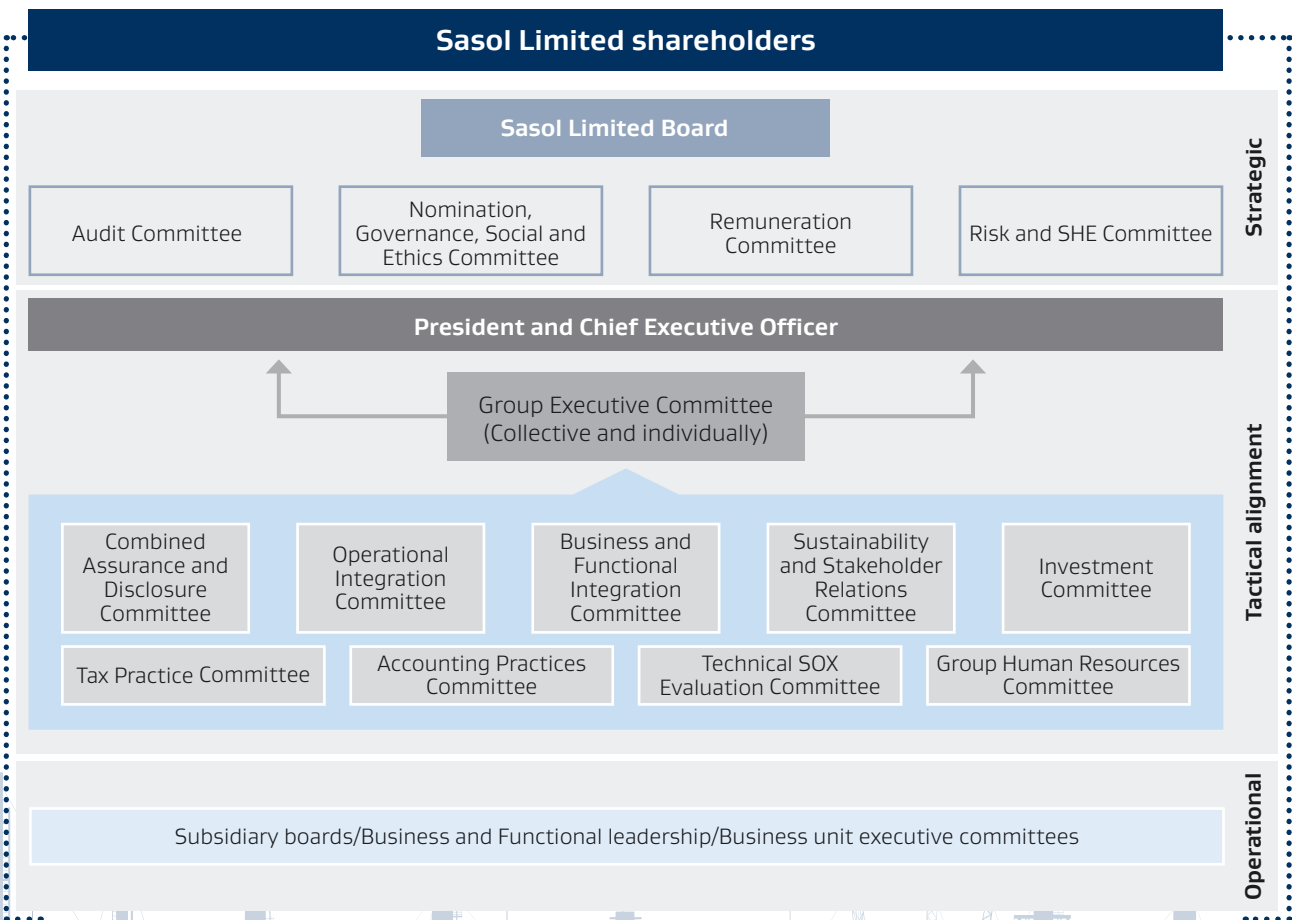 Sasol Limited shareholders
Sasol Limited Board
Audit Committee
Nomination,
Governance, Social and
Ethics Committee
Remuneration
Committee
Risk and SHE Committee
Strategic
President and Chief Executive Officer
Group Executive Committee
(Collective and individually)
Combined
Assurance and
Disclosure
Committee
Operational
Integration
Committee
Business and
Functional
Integration
Committee
Sustainability
and Stakeholder
Relations
Committee
Investment
Committee
Tax Practice Committee
Accounting Practices
Committee
Technical SOX
Evaluation Committee
Group Human Resources
Committee
Tactical alignment
Subsidiary boards/Business and Functional leadership/Business unit executive committees
Operational